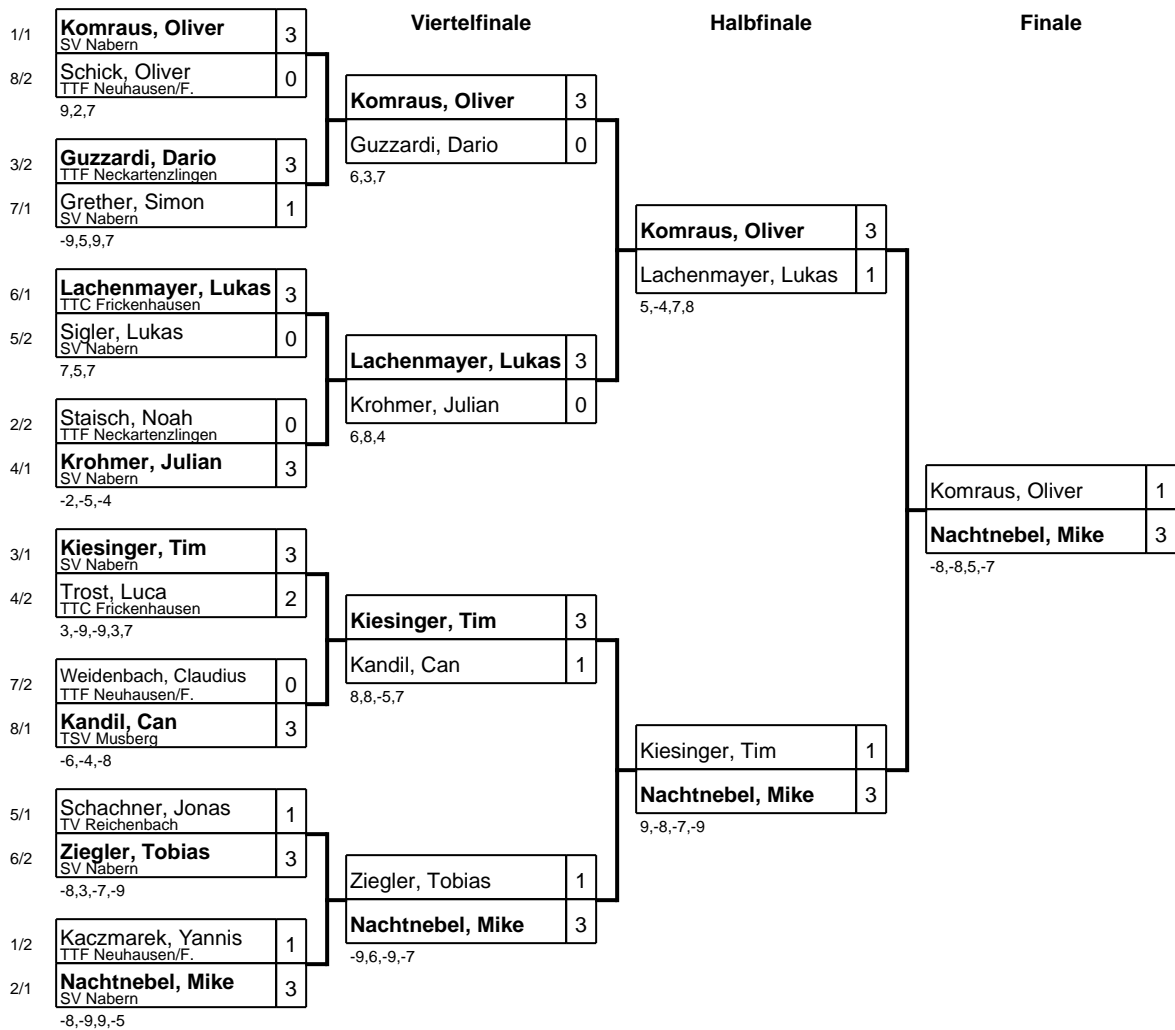 Viertelfinale
Halbfinale
Finale
1/1 Komraus, Oliver 3
SV Nabern
8/2 Schick, Oliver 0
TTF Neuhausen/F.
9,2,7
3/2 Guzzardi, Dario 3
TTF Neckartenzlingen
7/1 Grether, Simon 1
SV Nabern
-9,5,9,7
6/1 Lachenmayer, Lukas 3
TTC Frickenhausen
5/2 Sigler, Lukas 0
SV Nabern
7,5,7
2/2 Staisch, Noah 0
TTF Neckartenzlingen
4/1 Krohmer, Julian 3
SV Nabern
-2,-5,-4
3/1 Kiesinger, Tim 3
SV Nabern
4/2 Trost, Luca 2
TTC Frickenhausen
3,-9,-9,3,7
7/2 Weidenbach, Claudius 0
TTF Neuhausen/F.
8/1 Kandil, Can 3
TSV Musberg
-6,-4,-8
5/1 Schachner, Jonas 1
TV Reichenbach
6/2 Ziegler, Tobias 3
SV Nabern
-8,3,-7,-9
1/2 Kaczmarek, Yannis 1
TTF Neuhausen/F.
2/1 Nachtnebel, Mike 3
SV Nabern
-8,-9,9,-5
Komraus, Oliver 3
Guzzardi, Dario 0
6,3,7
Lachenmayer, Lukas 3
Krohmer, Julian 0
6,8,4
Kiesinger, Tim 3
Kandil, Can 1
8,8,-5,7
Ziegler, Tobias 1
Nachtnebel, Mike 3
-9,6,-9,-7
Komraus, Oliver 3
Lachenmayer, Lukas 1
5,-4,7,8
Kiesinger, Tim 1
Nachtnebel, Mike 3
9,-8,-7,-9
Komraus, Oliver 1
Nachtnebel, Mike 3
-8,-8,5,-7